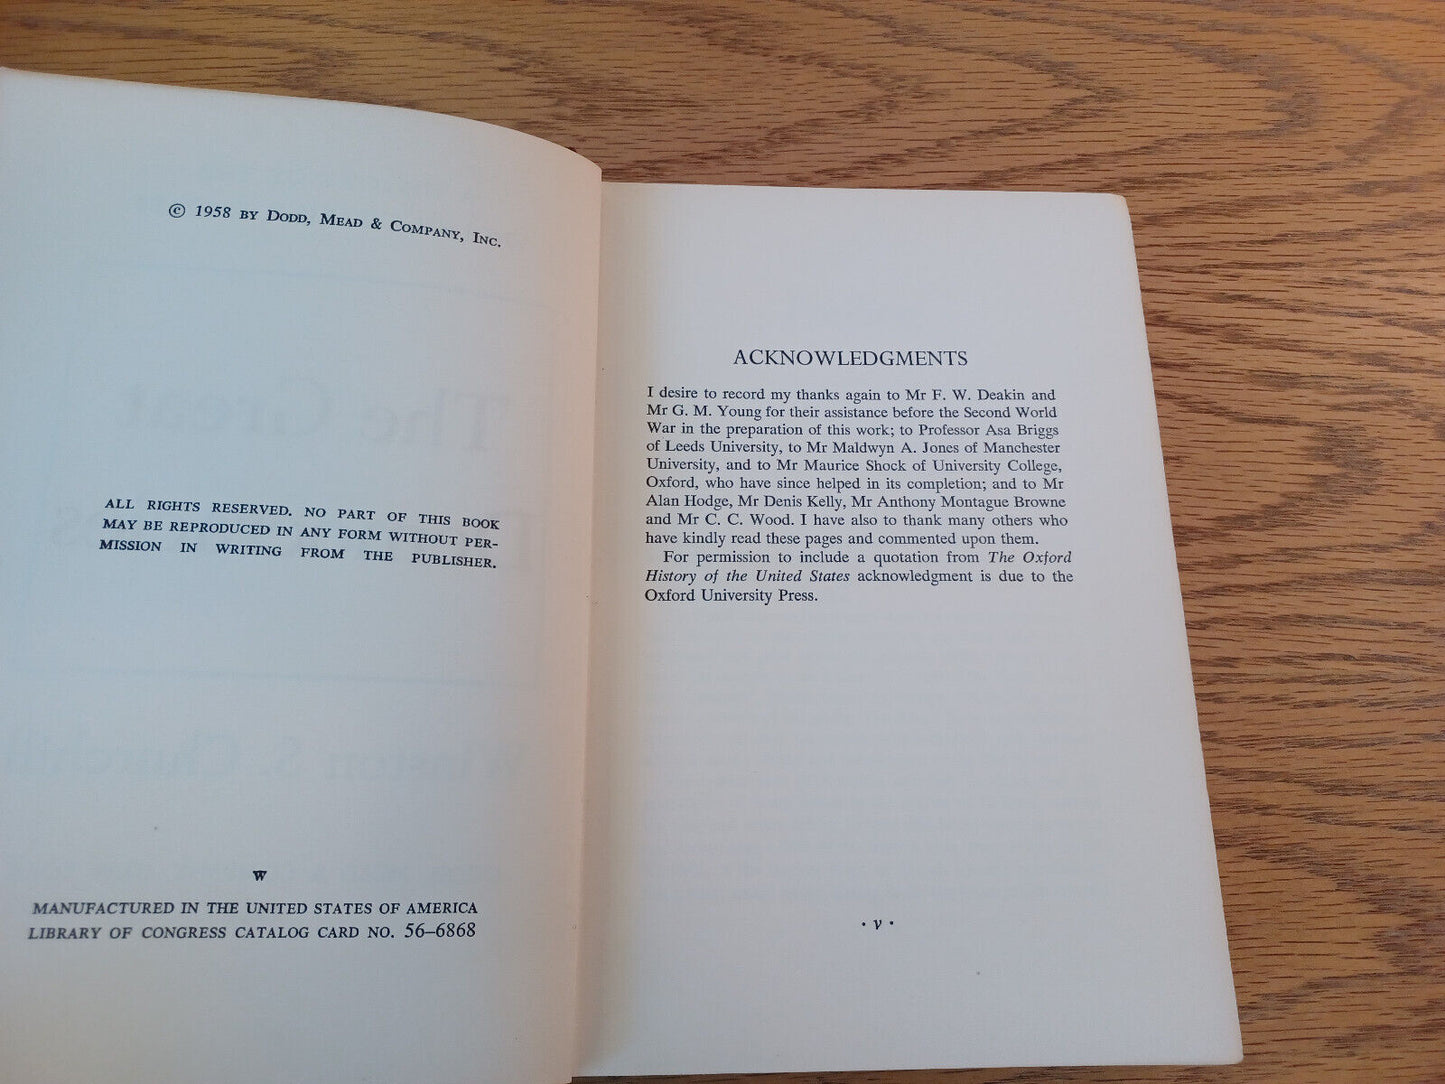 © 1958 BY DODD, MEAD & COMPANY, INC.
ALL RIGHTS RESERVED. NO PART OF THIS BOOK
MAY BE REPRODUCED IN ANY FORM WITHOUT PER-
MISSION IN WRITING FROM THE PUBLISHER.
W
MANUFACTURED IN THE UNITED STATES OF AMERICA
LIBRARY OF CONGRESS CATALOG CARD NO. 56–6868
ACKNOWLEDGMENTS
I desire to record my thanks again to Mr F. W. Deakin and
Mr G. M. Young for their assistance before the Second World
War in the preparation of this work; to Professor Asa Briggs
of Leeds University, to Mr Maldwyn A. Jones of Manchester
University, and to Mr Maurice Shock of University College,
Oxford, who have since helped in its completion; and to Mr
Alan Hodge, Mr Denis Kelly, Mr Anthony Montague Browne
and Mr C. C. Wood. I have also to thank many others who
have kindly read these pages and commented upon them.
For permission to include a quotation from The Oxford
History of the United States acknowledgment is due to the
Oxford University Press.
· v ·